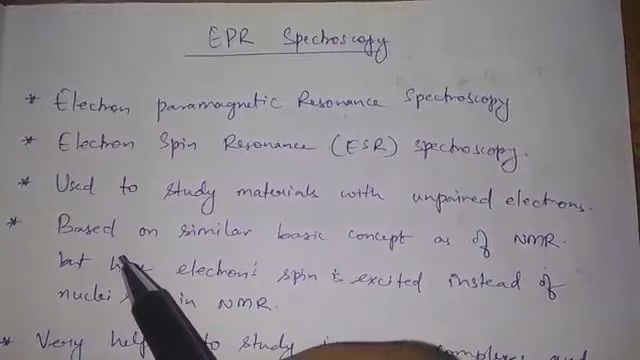 EPR Spectroscopy
* Electron paramagnetic Resonance Spectroscopy
* Electron Spin Resonance (ESR) spectroscopy.
* Used to study materials with unpaired electrons.
* Based on similar basic concept as of NMR.
but electron's spin is excited instead of
nuclei in NMR.
* Very to study and